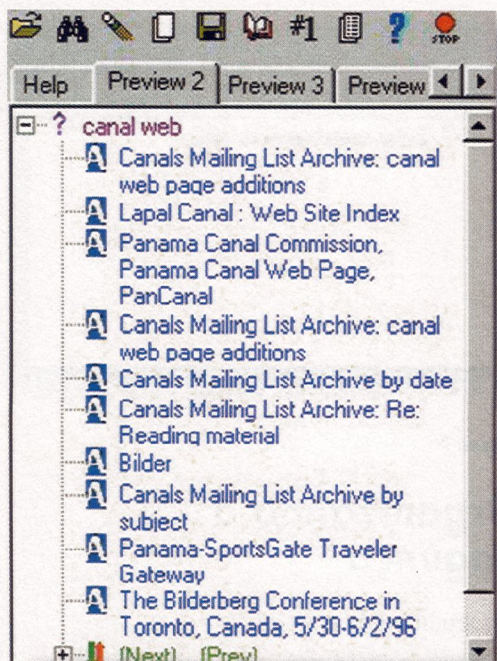 #1 ? STOP
Help Preview 2 Preview 3 Preview
? canal web
A Canals Mailing List Archive: canal
web page additions
A Lapal Canal : Web Site Index
A Panama Canal Commission,
Panama Canal Web Page,
PanCanal
A Canals Mailing List Archive: canal
web page additions
A Canals Mailing List Archive by date
A Canals Mailing List Archive: Re:
Reading material
A Bilder
A Canals Mailing List Archive by
subject
A Panama-SportsGate Traveler
Gateway
A The Bilderberg Conference in
Toronto, Canada, 5/30-6/2/96
(Next) (Prev)